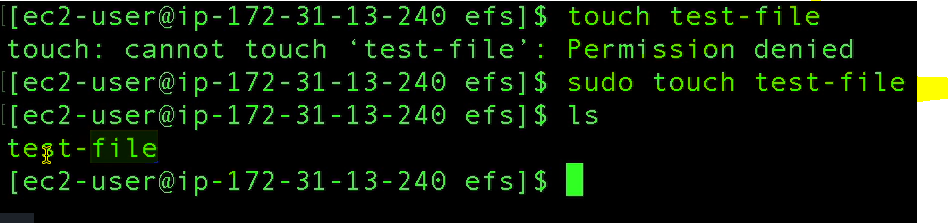 [ec2-user@ip-172-31-13-240 efs]$ touch test-file
touch: cannot touch ‘test-file’: Permission denied
[ec2-user@ip-172-31-13-240 efs]$ sudo touch test-file
[ec2-user@ip-172-31-13-240 efs]$ ls
test-file
[ec2-user@ip-172-31-13-240 efs]$